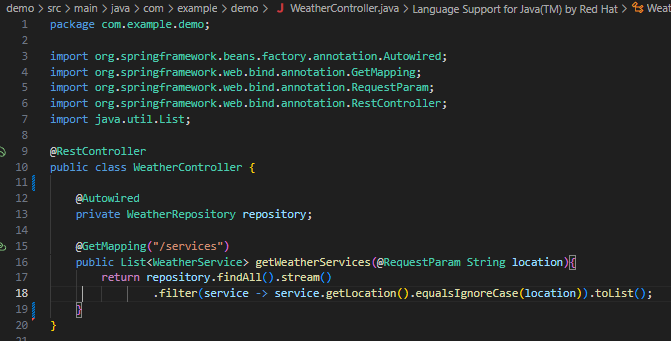 demo > src > main > java > com > example > demo > J WeatherController.java > Language Support for Java(TM) by Red Hat > Weat
1 package com.example.demo;
2
3 import org.springframework.beans.factory.annotation.Autowired;
4 import org.springframework.web.bind.annotation.GetMapping;
5 import org.springframework.web.bind.annotation.RequestParam;
6 import org.springframework.web.bind.annotation.RestController;
7 import java.util.List;
8
9 @RestController
10 public class WeatherController {
11
12     @Autowired
13     private WeatherRepository repository;
14
15     @GetMapping("/services")
16     public List<WeatherService> getWeatherServices(@RequestParam String location){
17         return repository.findAll().stream()
18                 .filter(service -> service.getLocation().equalsIgnoreCase(location)).toList();
19     }
20 }